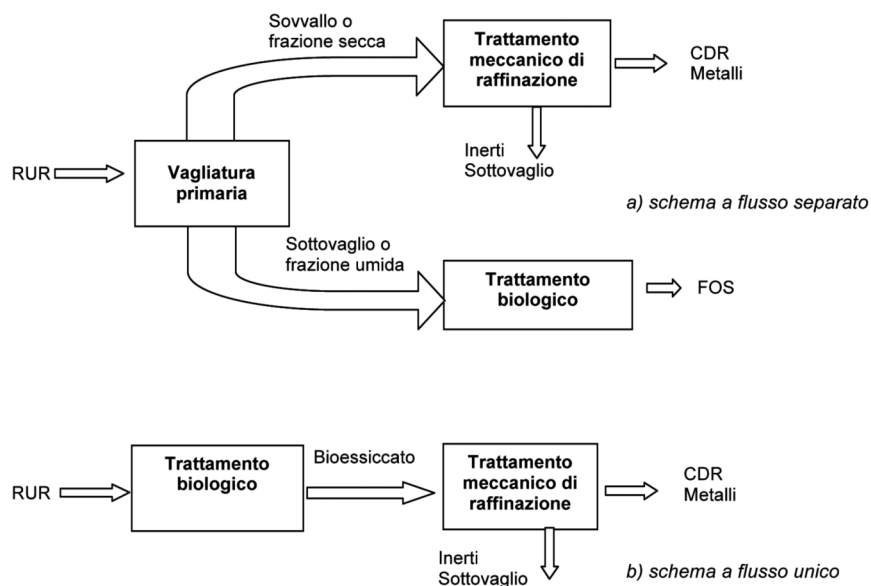 Sovvallo o
frazione secca
Trattamento
meccanico di
raffinazione
CDR
Metalli
RUR
Vagliatura
primaria
Inerti
Sottovaglio
a) schema a flusso separato
Sottovaglio o
frazione umida
Trattamento
biologico
FOS
RUR
Trattamento
biologico
Bioessiccato
Trattamento
meccanico di
raffinazione
CDR
Metalli
Inerti
Sottovaglio
b) schema a flusso unico